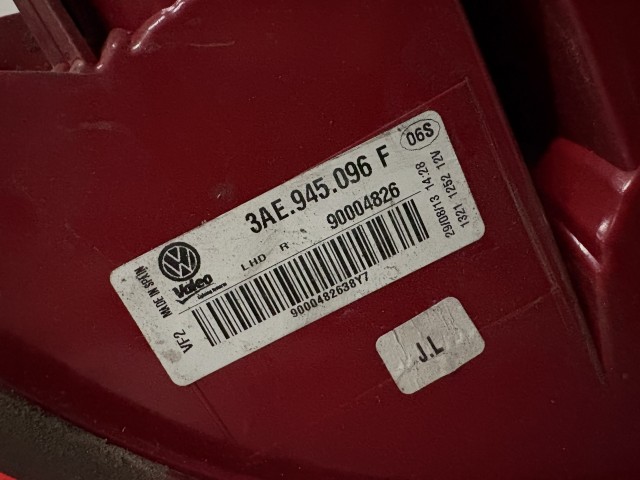 06S
3AE.945.096 F
LHD R 90004826
1321 1252 12V
29/08/13 14:28
MADE IN SPAIN
Valeo
VF2
9000482638Y7
J.L